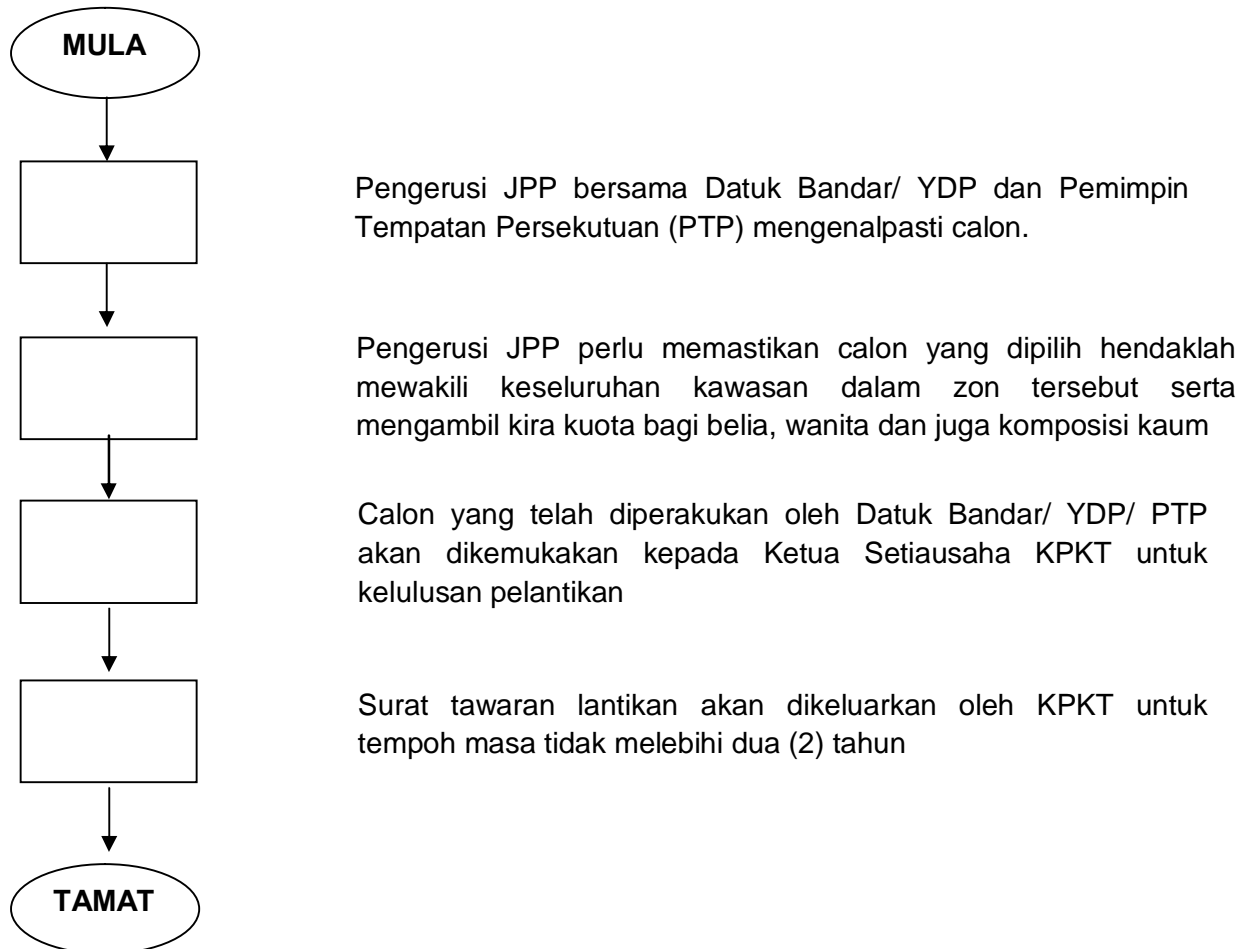 MULA
Pengerusi JPP bersama Datuk Bandar/ YDP dan Pemimpin
Tempatan Persekutuan (PTP) mengenalpasti calon.
Pengerusi JPP perlu memastikan calon yang dipilih hendaklah
mewakili keseluruhan kawasan dalam zon tersebut serta
mengambil kira kuota bagi belia, wanita dan juga komposisi kaum
Calon yang telah diperakukan oleh Datuk Bandar/ YDP/ PTP
akan dikemukakan kepada Ketua Setiausaha KPKT untuk
kelulusan pelantikan
Surat tawaran lantikan akan dikeluarkan oleh KPKT untuk
tempoh masa tidak melebihi dua (2) tahun
TAMAT